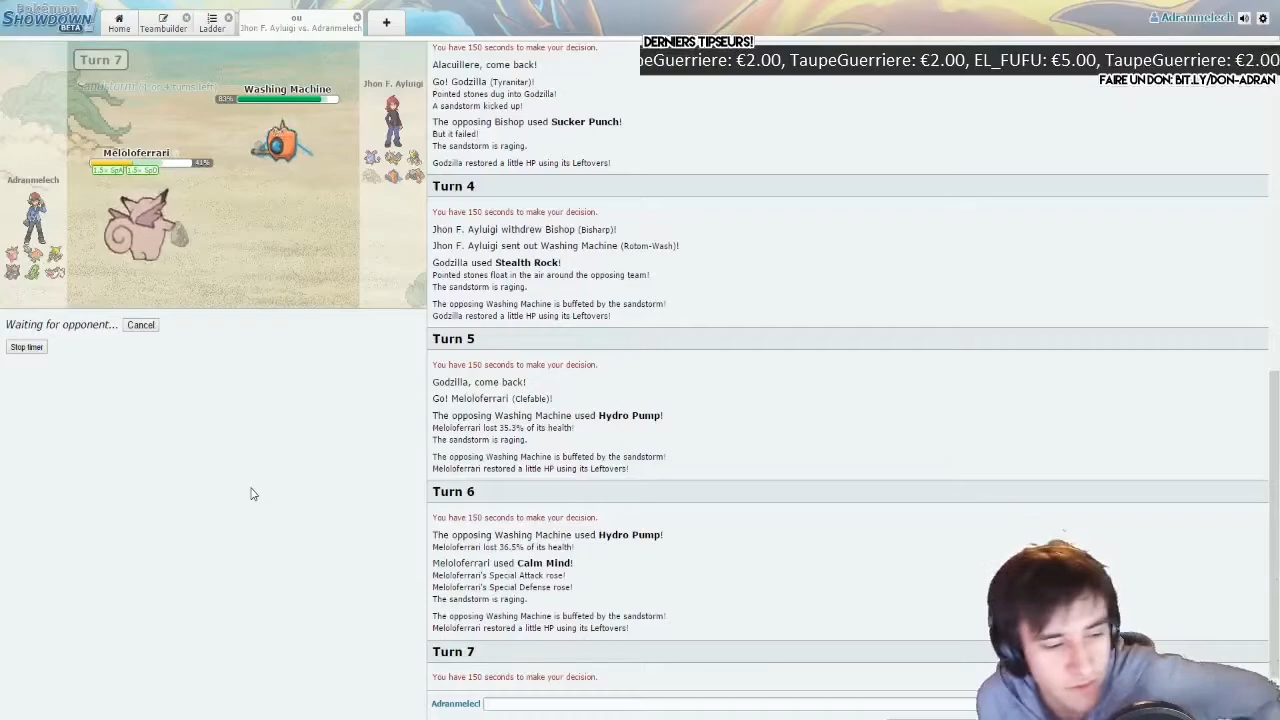 Pokémon
SHOWDOWN
BETA
Home
Teambuilder
Ladder
ou
Jhon F. Ayluigi vs. Adranmelech
+
Adranmelech
DERNIERS TIPSEURS!
peGuerriere: €2.00, TaupeGuerriere: €2.00, EL_FUFU: €5.00, TaupeGuerriere: €2.00
FAIRE UN DON: BIT.LY/DON-ADRAN
Turn 7
Washing Machine
83%
Jhon F. Ayluigi
Meloloferrari
41%
1.5× SpA 1.5× SpD
Adranmelech
Waiting for opponent... Cancel
Stop timer
You have 150 seconds to make your decision.
Alacuillere, come back!
Go! Godzilla (Tyranitar)!
Pointed stones dug into Godzilla!
A sandstorm kicked up!
The opposing Bishop used Sucker Punch!
But it failed!
The sandstorm is raging.
Godzilla restored a little HP using its Leftovers!
Turn 4
You have 150 seconds to make your decision.
Jhon F. Ayluigi withdrew Bishop (Bisharp)!
Jhon F. Ayluigi sent out Washing Machine (Rotom-Wash)!
Godzilla used Stealth Rock!
Pointed stones float in the air around the opposing team!
The sandstorm is raging.
The opposing Washing Machine is buffeted by the sandstorm!
Godzilla restored a little HP using its Leftovers!
Turn 5
You have 150 seconds to make your decision.
Godzilla, come back!
Go! Meloloferrari (Clefable)!
The opposing Washing Machine used Hydro Pump!
Meloloferrari lost 35.3% of its health!
The sandstorm is raging.
The opposing Washing Machine is buffeted by the sandstorm!
Meloloferrari restored a little HP using its Leftovers!
Turn 6
You have 150 seconds to make your decision.
The opposing Washing Machine used Hydro Pump!
Meloloferrari lost 36.5% of its health!
Meloloferrari used Calm Mind!
Meloloferrari's Special Attack rose!
Meloloferrari's Special Defense rose!
The sandstorm is raging.
The opposing Washing Machine is buffeted by the sandstorm!
Meloloferrari restored a little HP using its Leftovers!
Turn 7
You have 150 seconds to make your decision.
Adranmelecl